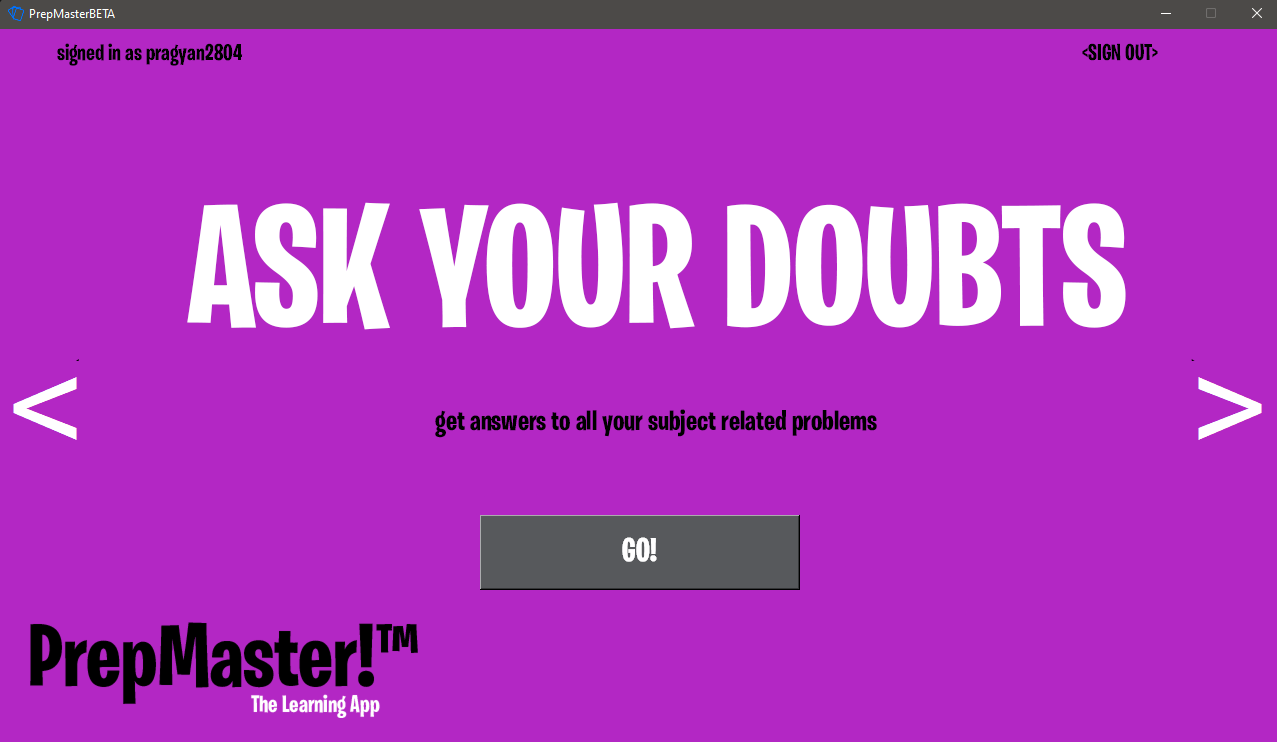 PrepMasterBETA
signed in as pragyan2804
<SIGN OUT>
ASK YOUR DOUBTS
<
>
get answers to all your subject related problems
GO!
PrepMaster!™
The Learning App